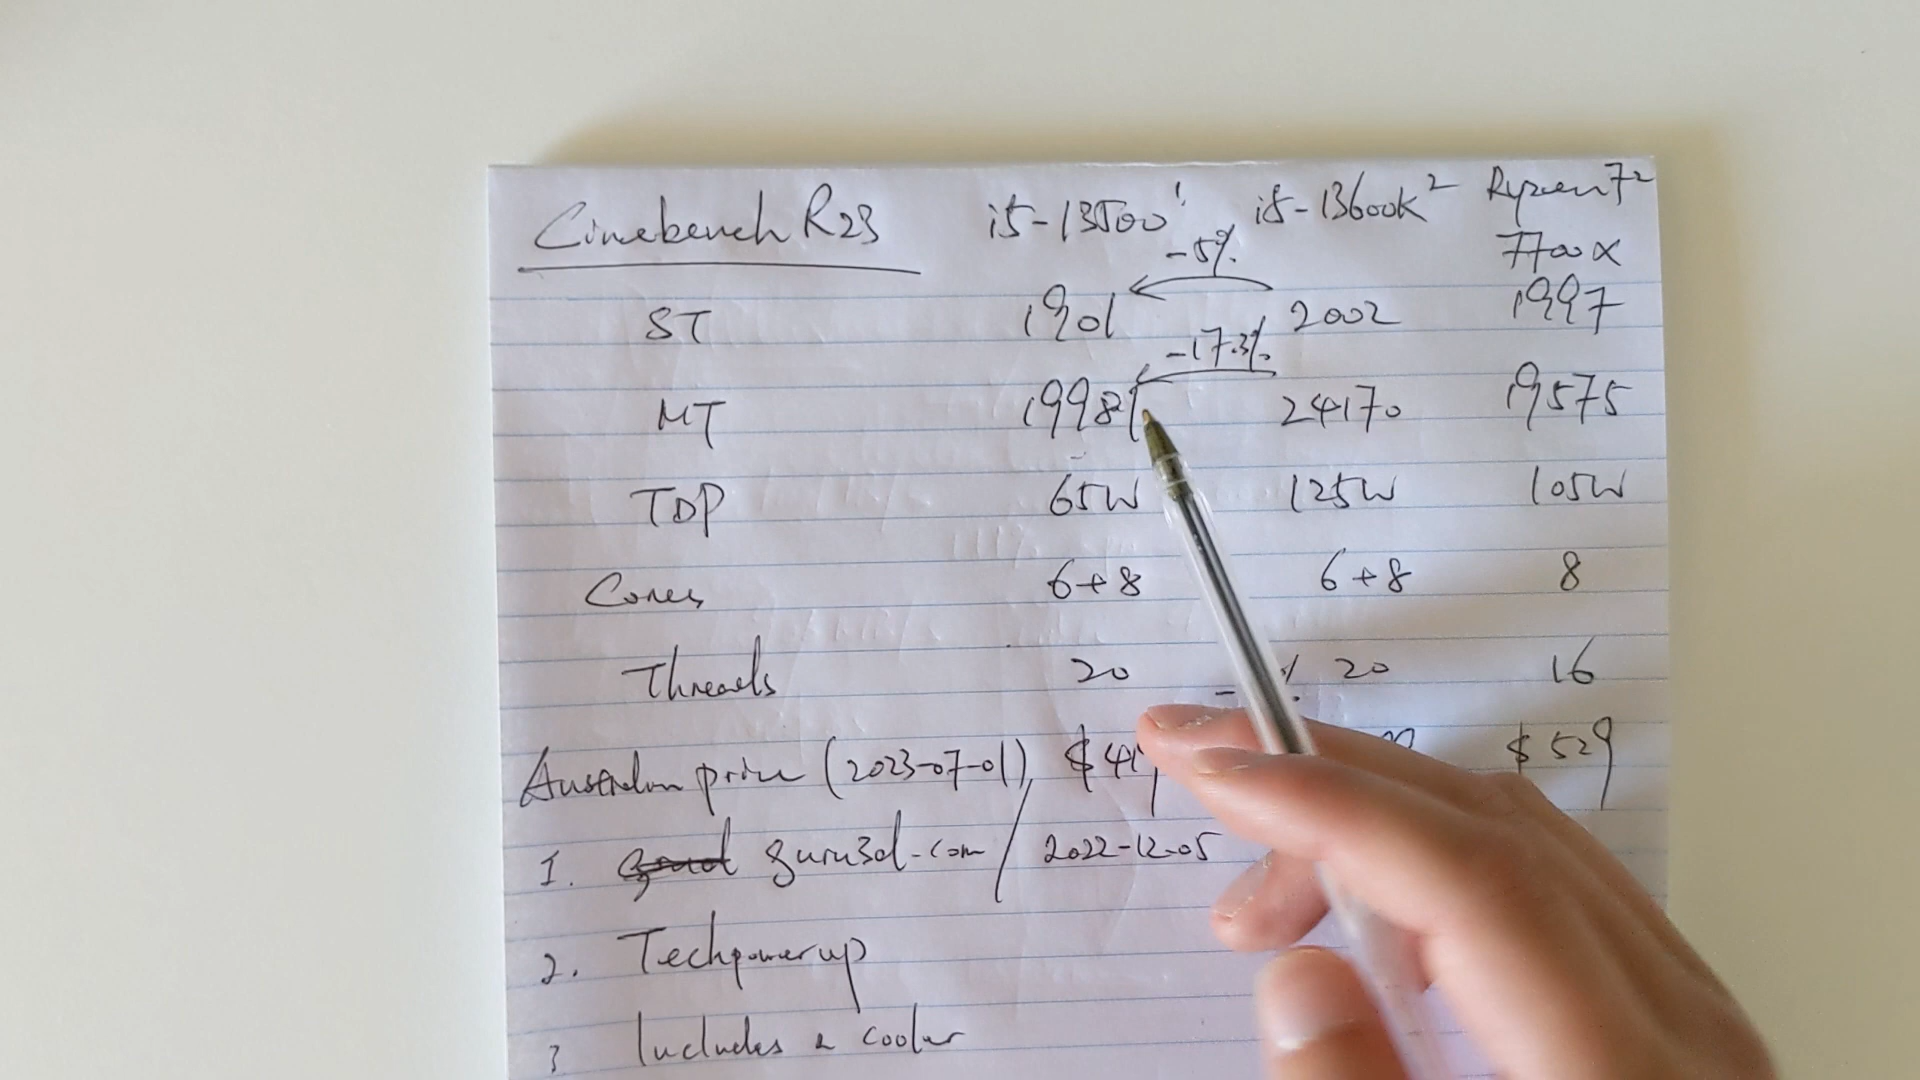 Cinebench R23 i5-13500¹ i5-13600K² Ryzen 7²
7700X
-5%
ST 1901 2002 1997
-17.3%
MT 19981 24170 19575
TDP 65W 125W 105W
Cores 6+8 6+8 8
Threads 20 20 16
Australian price (2023-07-01) $419 $529
1. guru3d.com / 2022-12-05
2. Techpowerup
3 Includes a cooler